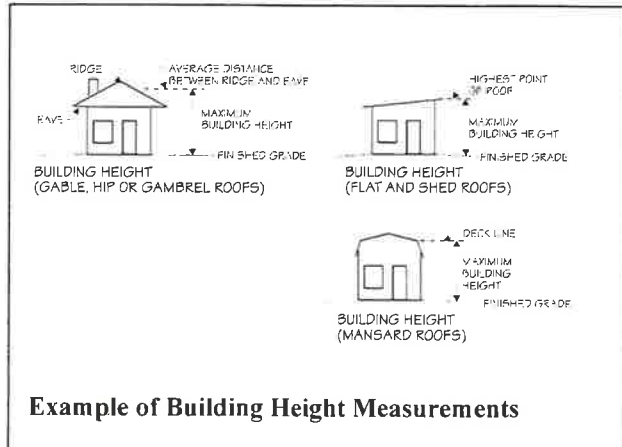 RIDGE
AVERAGE DISTANCE
BETWEEN RIDGE AND EAVE
EAVE
MAXIMUM
BUILDING HEIGHT
FINISHED GRADE
BUILDING HEIGHT
(GABLE, HIP OR GAMBREL ROOFS)
HIGHEST POINT
OF ROOF
MAXIMUM
BUILDING HEIGHT
FINISHED GRADE
BUILDING HEIGHT
(FLAT AND SHED ROOFS)
DECK LINE
MAXIMUM
BUILDING
HEIGHT
FINISHED GRADE
BUILDING HEIGHT
(MANSARD ROOFS)
Example of Building Height Measurements